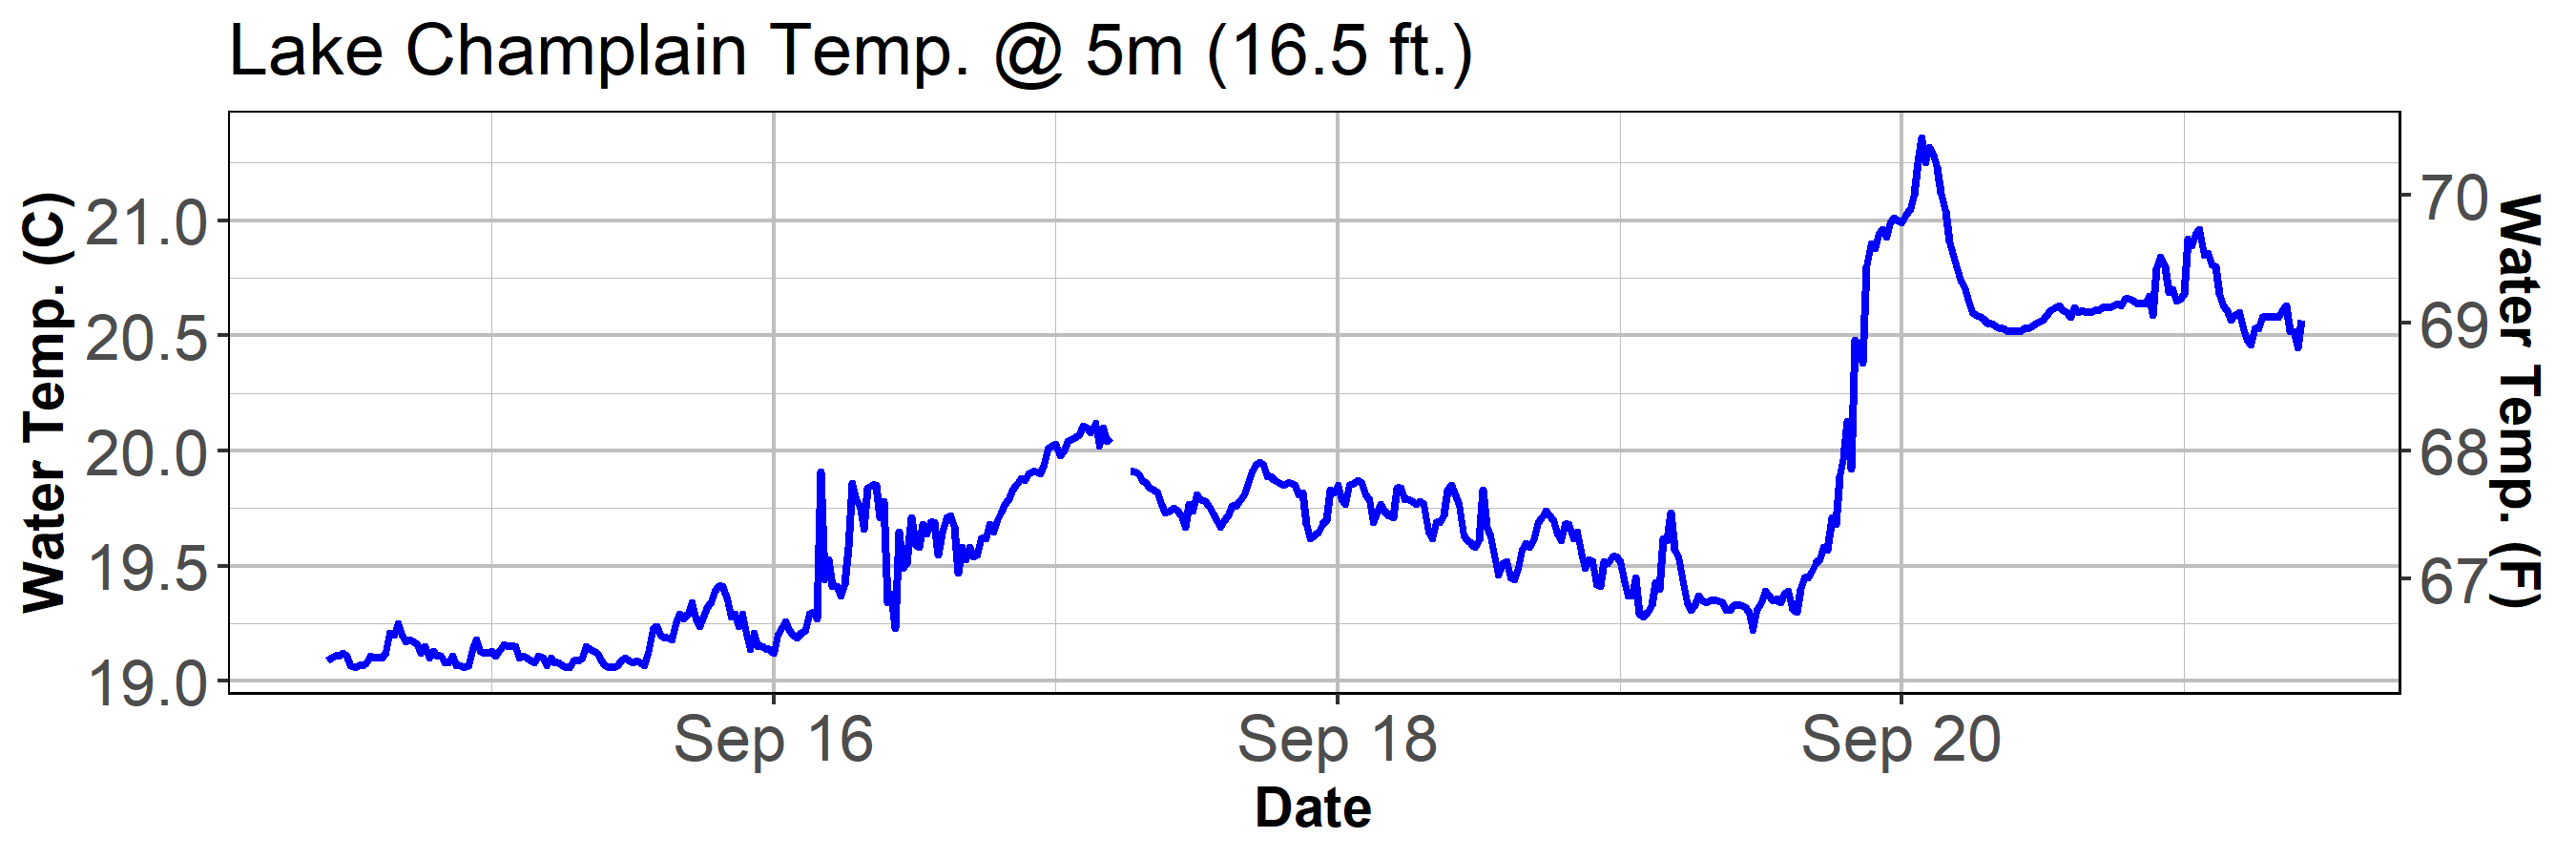 Lake Champlain Temp. @ 5m (16.5 ft.)
Water Temp. (C)
21.0
20.5
20.0
19.5
19.0
70
69
68
67
Water Temp. (F)
Sep 16
Sep 18
Sep 20
Date